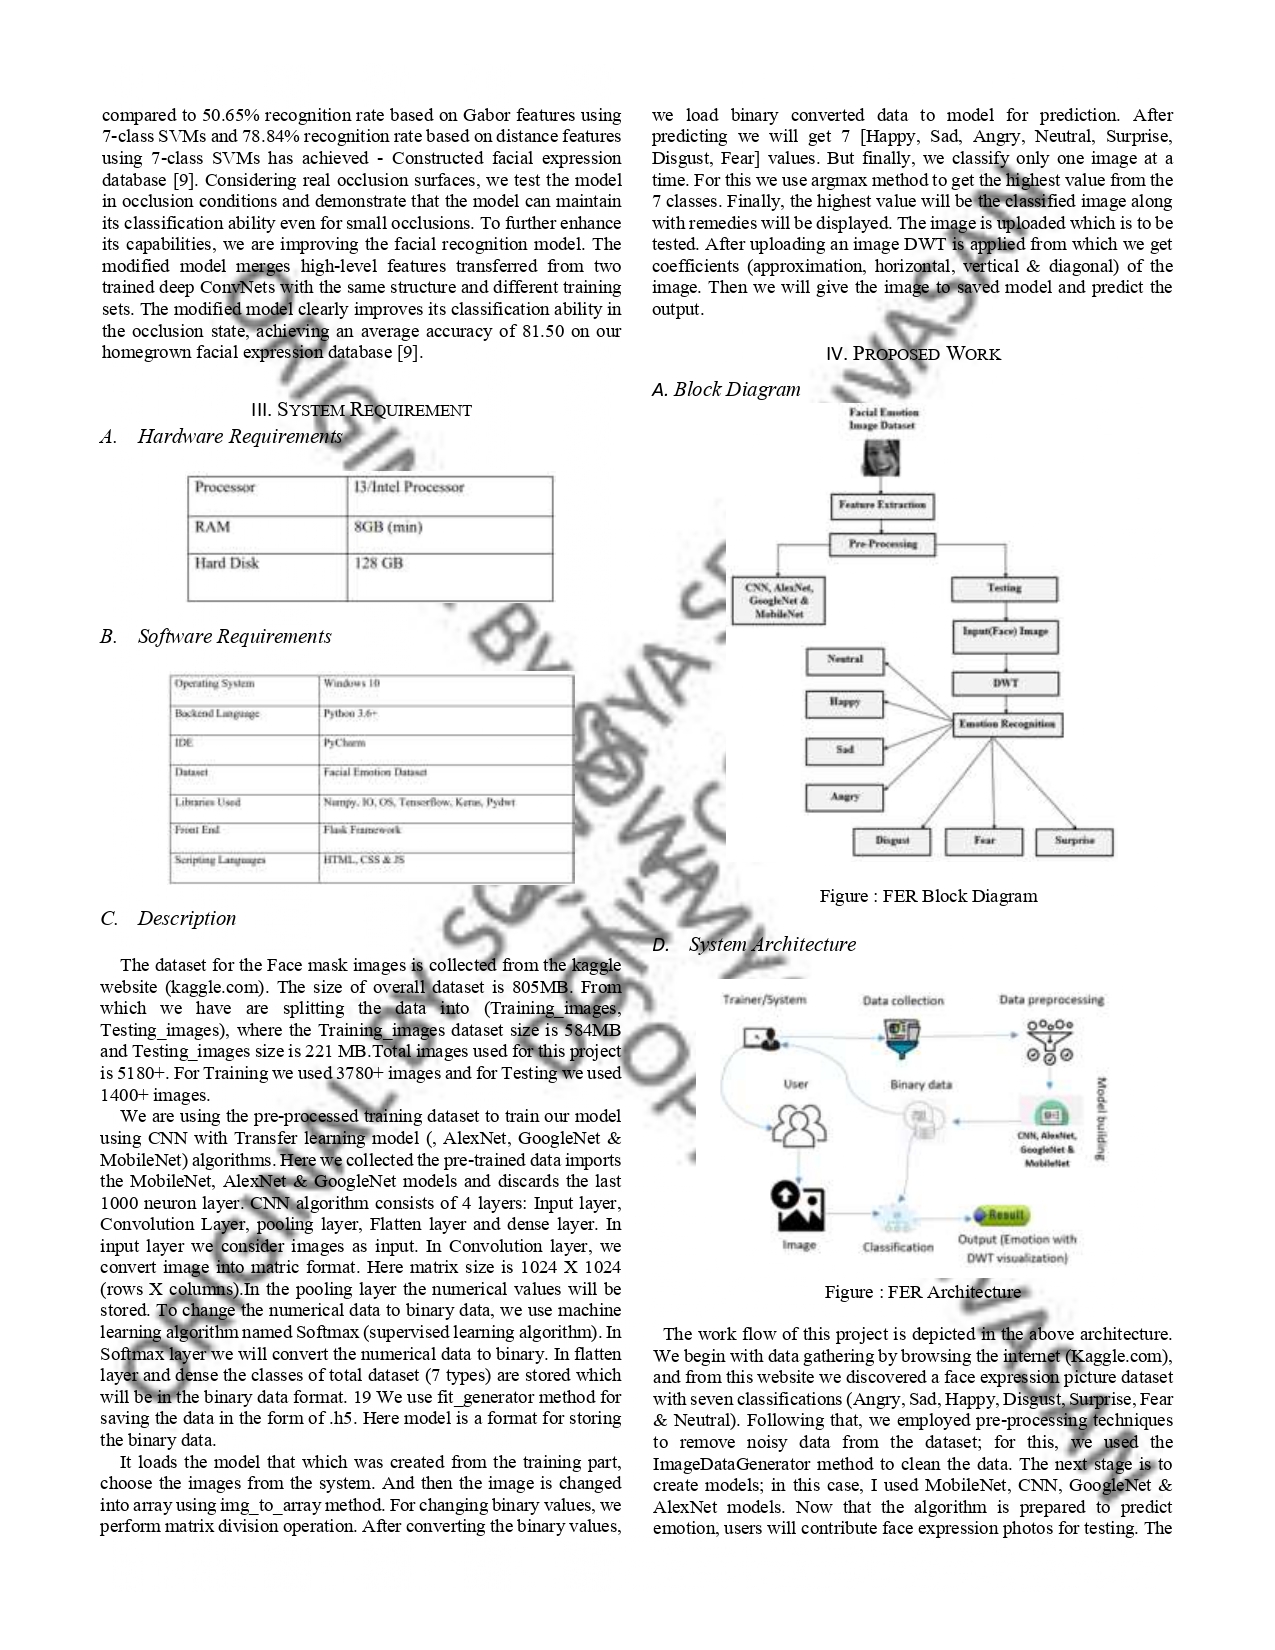 compared to 50.65% recognition rate based on Gabor features using
7-class SVMs and 78.84% recognition rate based on distance features
using 7-class SVMs has achieved - Constructed facial expression
database [9]. Considering real occlusion surfaces, we test the model
in occlusion conditions and demonstrate that the model can maintain
its classification ability even for small occlusions. To further enhance
its capabilities, we are improving the facial recognition model. The
modified model merges high-level features transferred from two
trained deep ConvNets with the same structure and different training
sets. The modified model clearly improves its classification ability in
the occlusion state, achieving an average accuracy of 81.50 on our
homegrown facial expression database [9].
III. SYSTEM REQUIREMENT
A. Hardware Requirements
Processor I3/Intel Processor
RAM 8GB (min)
Hard Disk 128 GB
B. Software Requirements
Operating System Windows 10
Backend Language Python 3.6+
IDE PyCharm
Dataset Facial Emotion Dataset
Libraries Used Numpy, IO, OS, Tensorflow, Keras, Pydwt
Front End Flask Framework
Scripting Languages HTML, CSS & JS
C. Description
The dataset for the Face mask images is collected from the kaggle
website (kaggle.com). The size of overall dataset is 805MB. From
which we have are splitting the data into (Training_images,
Testing_images), where the Training_images dataset size is 584MB
and Testing_images size is 221 MB.Total images used for this project
is 5180+. For Training we used 3780+ images and for Testing we used
1400+ images.
We are using the pre-processed training dataset to train our model
using CNN with Transfer learning model (, AlexNet, GoogleNet &
MobileNet) algorithms. Here we collected the pre-trained data imports
the MobileNet, AlexNet & GoogleNet models and discards the last
1000 neuron layer. CNN algorithm consists of 4 layers: Input layer,
Convolution Layer, pooling layer, Flatten layer and dense layer. In
input layer we consider images as input. In Convolution layer, we
convert image into matric format. Here matrix size is 1024 X 1024
(rows X columns).In the pooling layer the numerical values will be
stored. To change the numerical data to binary data, we use machine
learning algorithm named Softmax (supervised learning algorithm). In
Softmax layer we will convert the numerical data to binary. In flatten
layer and dense the classes of total dataset (7 types) are stored which
will be in the binary data format. 19 We use fit_generator method for
saving the data in the form of .h5. Here model is a format for storing
the binary data.
It loads the model that which was created from the training part,
choose the images from the system. And then the image is changed
into array using img_to_array method. For changing binary values, we
perform matrix division operation. After converting the binary values,
we load binary converted data to model for prediction. After
predicting we will get 7 [Happy, Sad, Angry, Neutral, Surprise,
Disgust, Fear] values. But finally, we classify only one image at a
time. For this we use argmax method to get the highest value from the
7 classes. Finally, the highest value will be the classified image along
with remedies will be displayed. The image is uploaded which is to be
tested. After uploading an image DWT is applied from which we get
coefficients (approximation, horizontal, vertical & diagonal) of the
image. Then we will give the image to saved model and predict the
output.
IV. PROPOSED WORK
A. Block Diagram
Facial Emotion
Image Dataset
Feature Extraction
Pre-Processing
CNN, AlexNet,
GoogleNet &
MobileNet
Testing
Input(Face) Image
DWT
Emotion Recognition
Neutral
Happy
Sad
Angry
Disgust
Fear
Surprise
Figure : FER Block Diagram
D. System Architecture
Trainer/System
Data collection
Data preprocessing
User
Binary data
Model building
CNN, AlexNet,
GoogleNet &
MobileNet
Image
Classification
Result
Output (Emotion with
DWT visualization)
Figure : FER Architecture
The work flow of this project is depicted in the above architecture.
We begin with data gathering by browsing the internet (Kaggle.com),
and from this website we discovered a face expression picture dataset
with seven classifications (Angry, Sad, Happy, Disgust, Surprise, Fear
& Neutral). Following that, we employed pre-processing techniques
to remove noisy data from the dataset; for this, we used the
ImageDataGenerator method to clean the data. The next stage is to
create models; in this case, I used MobileNet, CNN, GoogleNet &
AlexNet models. Now that the algorithm is prepared to predict
emotion, users will contribute face expression photos for testing. The